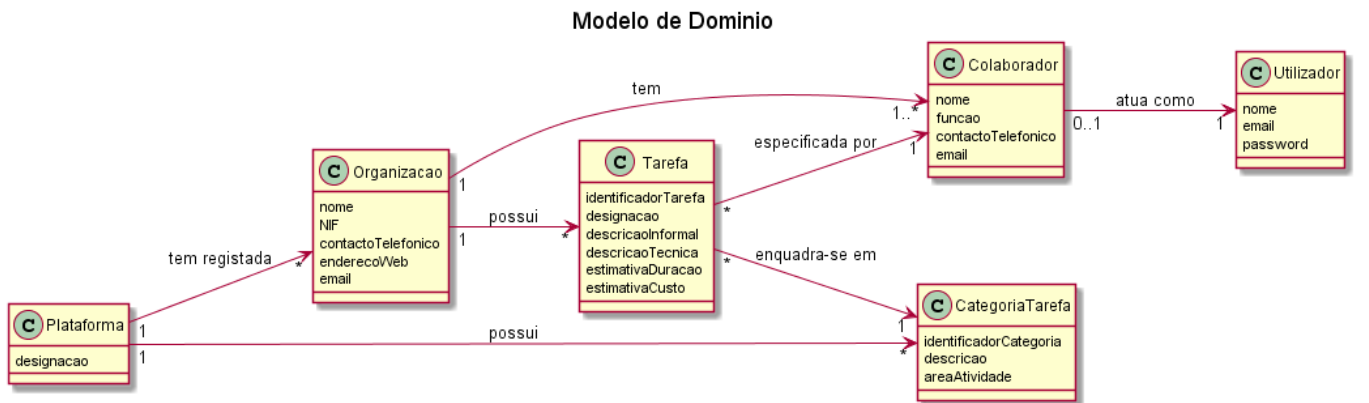 Modelo de Dominio
C Plataforma
designacao
1
tem registada
*
1
possui
*
C Organizacao
nome
NIF
contactoTelefonico
enderecoWeb
email
1
tem
1..*
1
possui
*
C Tarefa
identificadorTarefa
designacao
descricaoInformal
descricaoTecnica
estimativaDuracao
estimativaCusto
*
especificada por
1
*
enquadra-se em
1
C Colaborador
nome
funcao
contactoTelefonico
email
0..1
atua como
1
C Utilizador
nome
email
password
C CategoriaTarefa
identificadorCategoria
descricao
areaAtividade